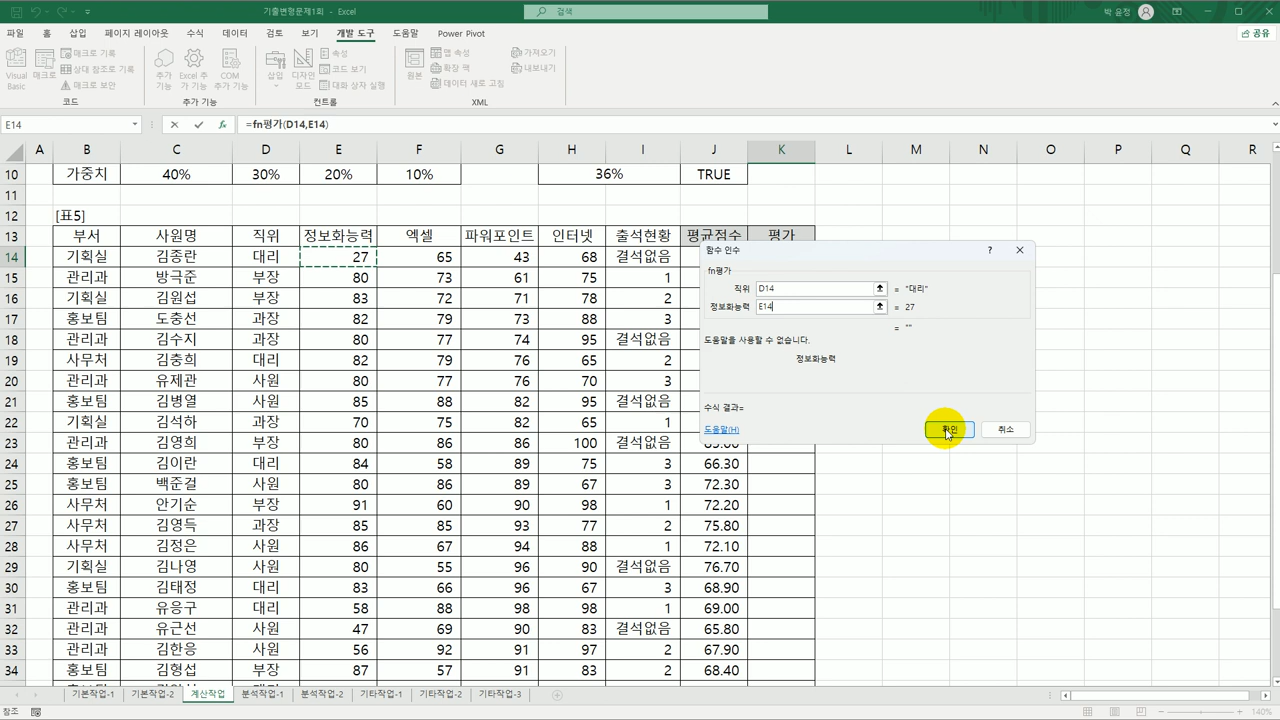 기출변형문제1회 - Excel
검색
박 윤정
파일 홈 삽입 페이지 레이아웃 수식 데이터 검토 보기 개발 도구 도움말 Power Pivot
공유
Visual Basic
매크로
매크로 기록
상대 참조로 기록
매크로 보안
코드
추가 기능
Excel 추가 기능
COM 추가 기능
추가 기능
삽입
디자인 모드
속성
코드 보기
대화 상자 실행
컨트롤
원본
맵 속성
확장 팩
데이터 새로 고침
가져오기
내보내기
XML
E14
=fn평가(D14,E14)
A B C D E F G H I J K L M N O P Q R
10 가중치 40% 30% 20% 10% 36% TRUE
11
12 [표5]
13 부서 사원명 직위 정보화능력 엑셀 파워포인트 인터넷 출석현황 평균점수 평가
14 기획실 김종란 대리 27 65 43 68 결석없음
15 관리과 방극준 부장 80 73 61 75 1
16 기획실 김원섭 부장 83 72 71 78 2
17 홍보팀 도충선 과장 82 79 73 88 3
18 관리과 김수지 과장 80 77 74 95 결석없음
19 사무처 김충희 대리 82 79 76 65 2
20 관리과 유제관 사원 80 77 76 70 3
21 홍보팀 김병열 사원 85 88 82 95 결석없음
22 기획실 김석하 과장 70 75 82 65 1
23 관리과 김영희 부장 80 86 86 100 결석없음
24 홍보팀 김이란 대리 84 58 89 75 3 66.30
25 홍보팀 백준걸 사원 80 86 89 67 3 72.30
26 사무처 안기순 부장 91 60 90 98 1 72.20
27 사무처 김영득 과장 85 85 93 77 2 75.80
28 사무처 김정은 사원 86 67 94 88 1 72.10
29 기획실 김나영 사원 80 55 96 90 결석없음 76.70
30 홍보팀 김태정 대리 83 66 96 67 3 68.90
31 관리과 유응구 대리 58 88 98 98 1 69.00
32 관리과 유근선 사원 47 69 90 83 결석없음 65.80
33 관리과 김한응 사원 56 92 91 97 2 67.90
34 홍보팀 김형섭 부장 87 57 91 83 2 68.40
함수 인수
fn평가
직위 D14 = "대리"
정보화능력 E14 = 27
= ""
도움말을 사용할 수 없습니다.
정보화능력
수식 결과=
도움말(H)
확인
취소
기본작업-1 기본작업-2 계산작업 분석작업-1 분석작업-2 기타작업-1 기타작업-2 기타작업-3
참조
140%